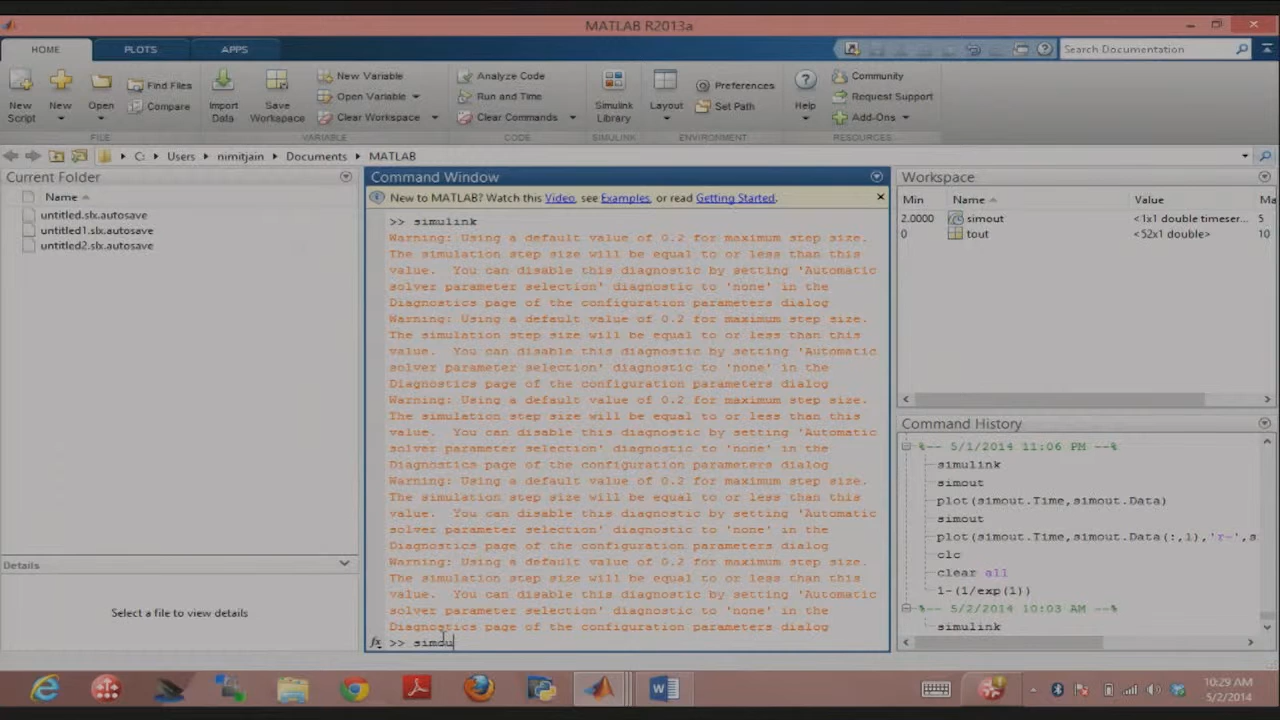 MATLAB R2013a
HOME PLOTS APPS
Search Documentation
New Script
New
Open
Find Files
Compare
Import Data
Save Workspace
New Variable
Open Variable
Clear Workspace
Analyze Code
Run and Time
Clear Commands
Simulink Library
Layout
Preferences
Set Path
Help
Community
Request Support
Add-Ons
FILE VARIABLE CODE SIMULINK ENVIRONMENT RESOURCES
C: Users nimitjain Documents MATLAB
Current Folder
Name
untitled.slx.autosave
untitled1.slx.autosave
untitled2.slx.autosave
Details
Select a file to view details
Command Window
New to MATLAB? Watch this Video, see Examples, or read Getting Started.
>> simulink
Warning: Using a default value of 0.2 for maximum step size.
The simulation step size will be equal to or less than this
value. You can disable this diagnostic by setting 'Automatic
solver parameter selection' diagnostic to 'none' in the
Diagnostics page of the configuration parameters dialog
Warning: Using a default value of 0.2 for maximum step size.
The simulation step size will be equal to or less than this
value. You can disable this diagnostic by setting 'Automatic
solver parameter selection' diagnostic to 'none' in the
Diagnostics page of the configuration parameters dialog
Warning: Using a default value of 0.2 for maximum step size.
The simulation step size will be equal to or less than this
value. You can disable this diagnostic by setting 'Automatic
solver parameter selection' diagnostic to 'none' in the
Diagnostics page of the configuration parameters dialog
Warning: Using a default value of 0.2 for maximum step size.
The simulation step size will be equal to or less than this
value. You can disable this diagnostic by setting 'Automatic
solver parameter selection' diagnostic to 'none' in the
Diagnostics page of the configuration parameters dialog
Warning: Using a default value of 0.2 for maximum step size.
The simulation step size will be equal to or less than this
value. You can disable this diagnostic by setting 'Automatic
solver parameter selection' diagnostic to 'none' in the
Diagnostics page of the configuration parameters dialog
fx >> simou
Workspace
Min Name Value Ma
2.0000 simout <1x1 double timeser... 5
0 tout <52x1 double> 10
Command History
%-- 5/1/2014 11:06 PM --%
simulink
simout
plot(simout.Time,simout.Data)
simout
plot(simout.Time,simout.Data(:,1),'r-',s
clc
clear all
1-(1/exp(1))
%-- 5/2/2014 10:03 AM --%
simulink
10:29 AM
5/2/2014